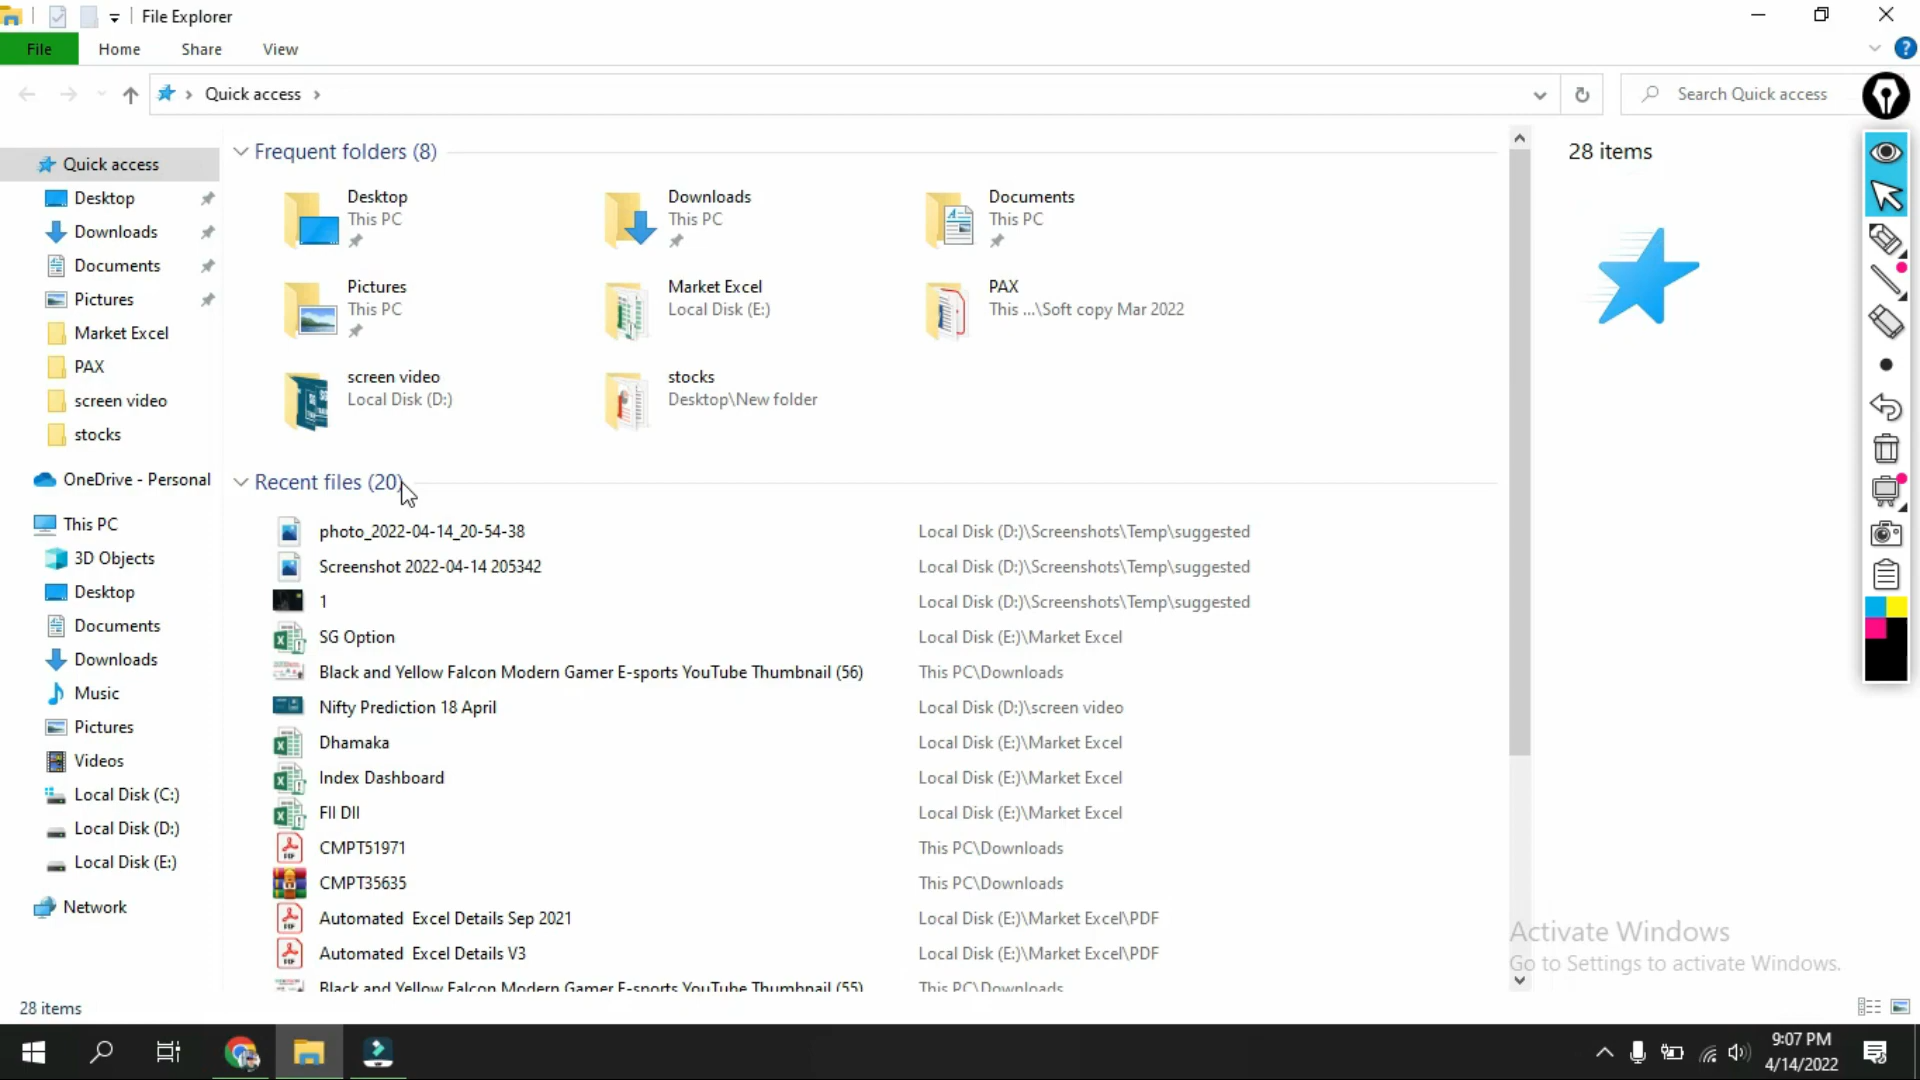 File Explorer
File Home Share View
Quick access
Search Quick access
Quick access
Desktop
Downloads
Documents
Pictures
Market Excel
PAX
screen video
stocks
OneDrive - Personal
This PC
3D Objects
Desktop
Documents
Downloads
Music
Pictures
Videos
Local Disk (C:)
Local Disk (D:)
Local Disk (E:)
Network
Frequent folders (8)
Desktop
This PC
Downloads
This PC
Documents
This PC
Pictures
This PC
Market Excel
Local Disk (E:)
PAX
This ...\Soft copy Mar 2022
screen video
Local Disk (D:)
stocks
Desktop\New folder
Recent files (20)
photo_2022-04-14_20-54-38 Local Disk (D:)\Screenshots\Temp\suggested
Screenshot 2022-04-14 205342 Local Disk (D:)\Screenshots\Temp\suggested
1 Local Disk (D:)\Screenshots\Temp\suggested
SG Option Local Disk (E:)\Market Excel
Black and Yellow Falcon Modern Gamer E-sports YouTube Thumbnail (56) This PC\Downloads
Nifty Prediction 18 April Local Disk (D:)\screen video
Dhamaka Local Disk (E:)\Market Excel
Index Dashboard Local Disk (E:)\Market Excel
FII DII Local Disk (E:)\Market Excel
CMPT51971 This PC\Downloads
CMPT35635 This PC\Downloads
Automated Excel Details Sep 2021 Local Disk (E:)\Market Excel\PDF
Automated Excel Details V3 Local Disk (E:)\Market Excel\PDF
Black and Yellow Falcon Modern Gamer E-sports YouTube Thumbnail (55) This PC\Downloads
28 items
Activate Windows
Go to Settings to activate Windows.
28 items
9:07 PM
4/14/2022